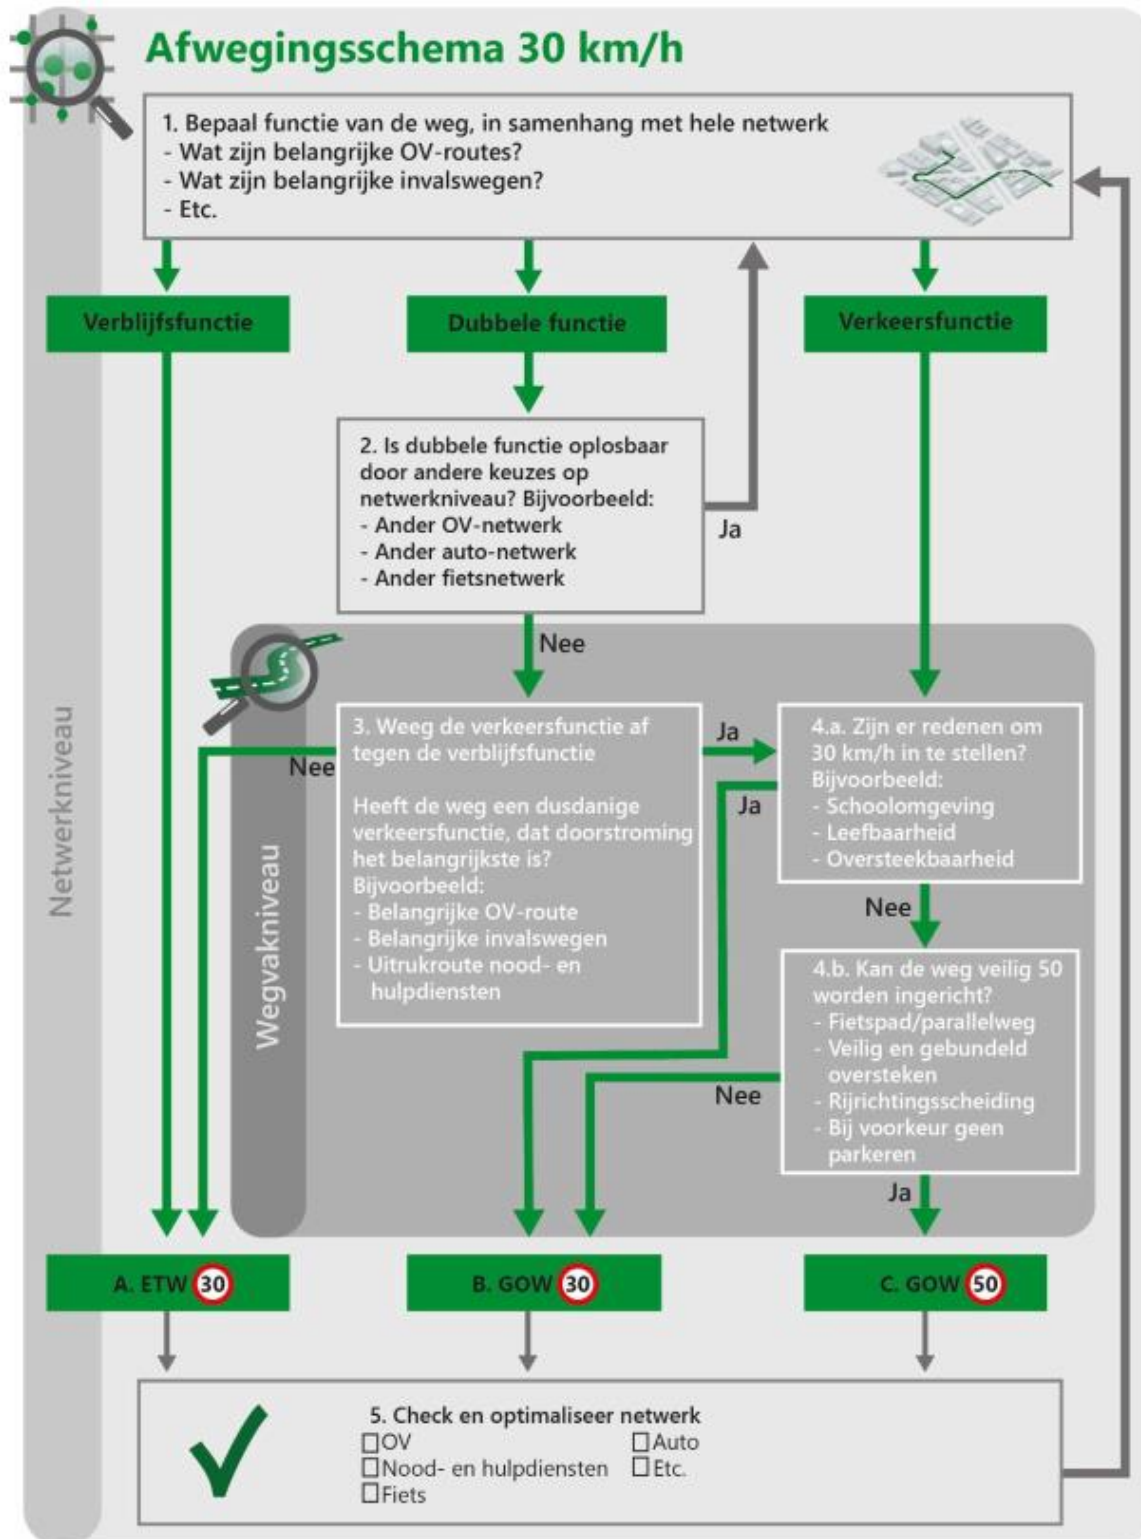 Afwegingsschema 30 km/h
1. Bepaal functie van de weg, in samenhang met hele netwerk
- Wat zijn belangrijke OV-routes?
- Wat zijn belangrijke invalswegen?
- Etc.
Verblijfsfunctie
Dubbele functie
Verkeersfunctie
2. Is dubbele functie oplosbaar
door andere keuzes op
netwerkniveau? Bijvoorbeeld:
- Ander OV-netwerk
- Ander auto-netwerk
- Ander fietsnetwerk
Ja
Nee
Netwerkniveau
Wegvakniveau
3. Weeg de verkeersfunctie af
tegen de verblijfsfunctie
Heeft de weg een dusdanige
verkeersfunctie, dat doorstroming
het belangrijkste is?
Bijvoorbeeld:
- Belangrijke OV-route
- Belangrijke invalswegen
- Uitrukroute nood- en
hulpdiensten
Nee
Ja
4.a. Zijn er redenen om
30 km/h in te stellen?
Bijvoorbeeld:
- Schoolomgeving
- Leefbaarheid
- Oversteekbaarheid
Ja
Nee
4.b. Kan de weg veilig 50
worden ingericht?
- Fietspad/parallelweg
- Veilig en gebundeld
oversteken
- Rijrichtingsscheiding
- Bij voorkeur geen
parkeren
Nee
Ja
A. ETW 30
B. GOW 30
C. GOW 50
5. Check en optimaliseer netwerk
OV
Auto
Nood- en hulpdiensten
Etc.
Fiets